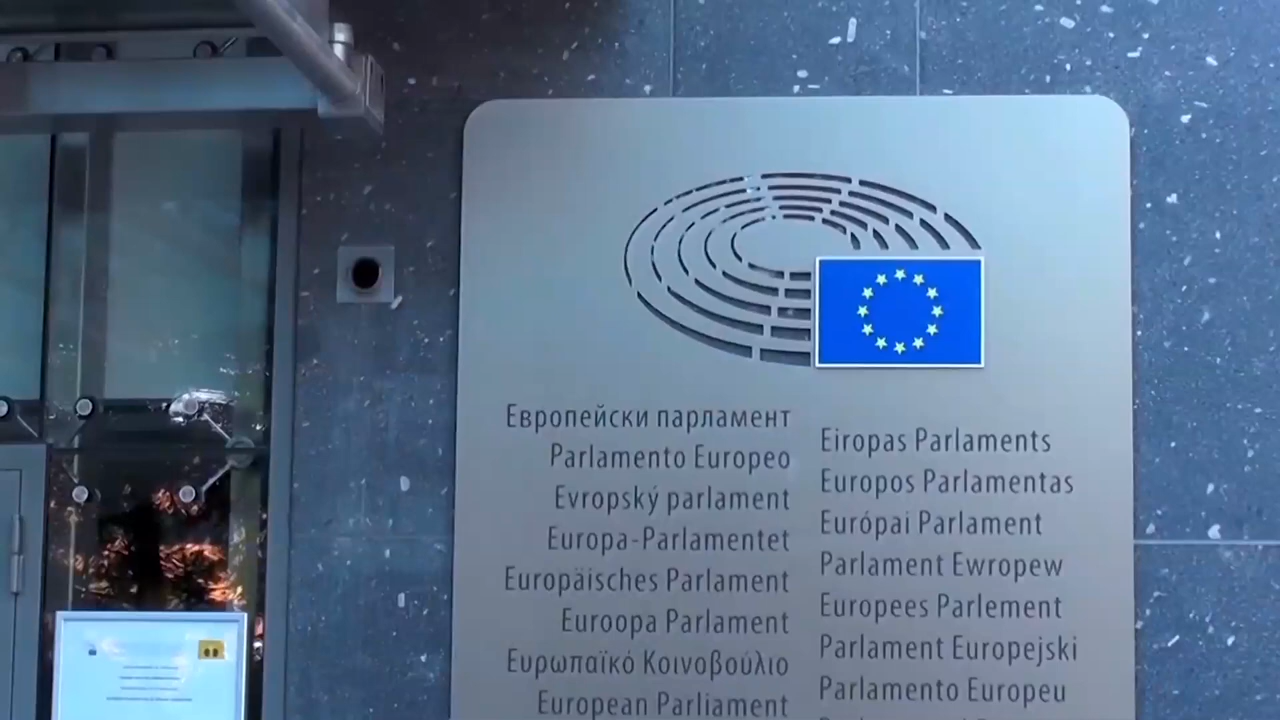 Европейски парламент
Parlamento Europeo
Evropský parlament
Europa-Parlamentet
Europäisches Parlament
Euroopa Parlament
Ευρωπαϊκό Κοινοβούλιο
European Parliament
Eiropas Parlaments
Europos Parlamentas
Európai Parlament
Parlament Ewropew
Europees Parlement
Parlament Europejski
Parlamento Europeu